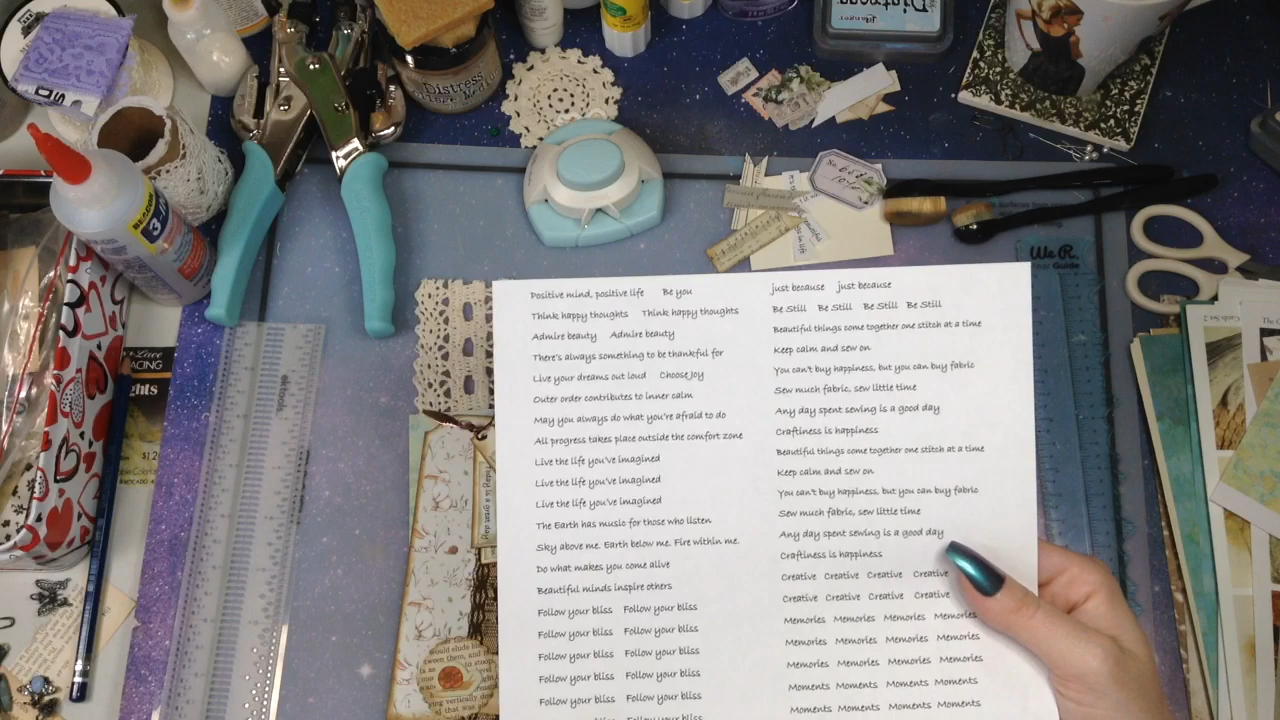 Distress
Distress
No.
We R.
Guide
3-IN
ektools
Today is a great day
$1.2
Positive mind, positive life Be you
Think happy thoughts Think happy thoughts
Admire beauty Admire beauty
There's always something to be thankful for
Live your dreams out loud Choose Joy
Outer order contributes to inner calm
May you always do what you're afraid to do
All progress takes place outside the comfort zone
Live the life you've imagined
Live the life you've imagined
Live the life you've imagined
The Earth has music for those who listen
Sky above me. Earth below me. Fire within me.
Do what makes you come alive
Beautiful minds inspire others
Follow your bliss Follow your bliss
Follow your bliss Follow your bliss
Follow your bliss Follow your bliss
Follow your bliss Follow your bliss
Follow your bliss Follow your bliss
just because just because
Be Still Be Still Be Still Be Still
Beautiful things come together one stitch at a time
Keep calm and sew on
You can't buy happiness, but you can buy fabric
Sew much fabric, sew little time
Any day spent sewing is a good day
Craftiness is happiness
Beautiful things come together one stitch at a time
Keep calm and sew on
You can't buy happiness, but you can buy fabric
Sew much fabric, sew little time
Any day spent sewing is a good day
Craftiness is happiness
Creative Creative Creative Creative
Creative Creative Creative Creative
Memories Memories Memories Memories
Memories Memories Memories Memories
Memories Memories Memories Memories
Moments Moments Moments Moments
Moments Moments Moments Moments